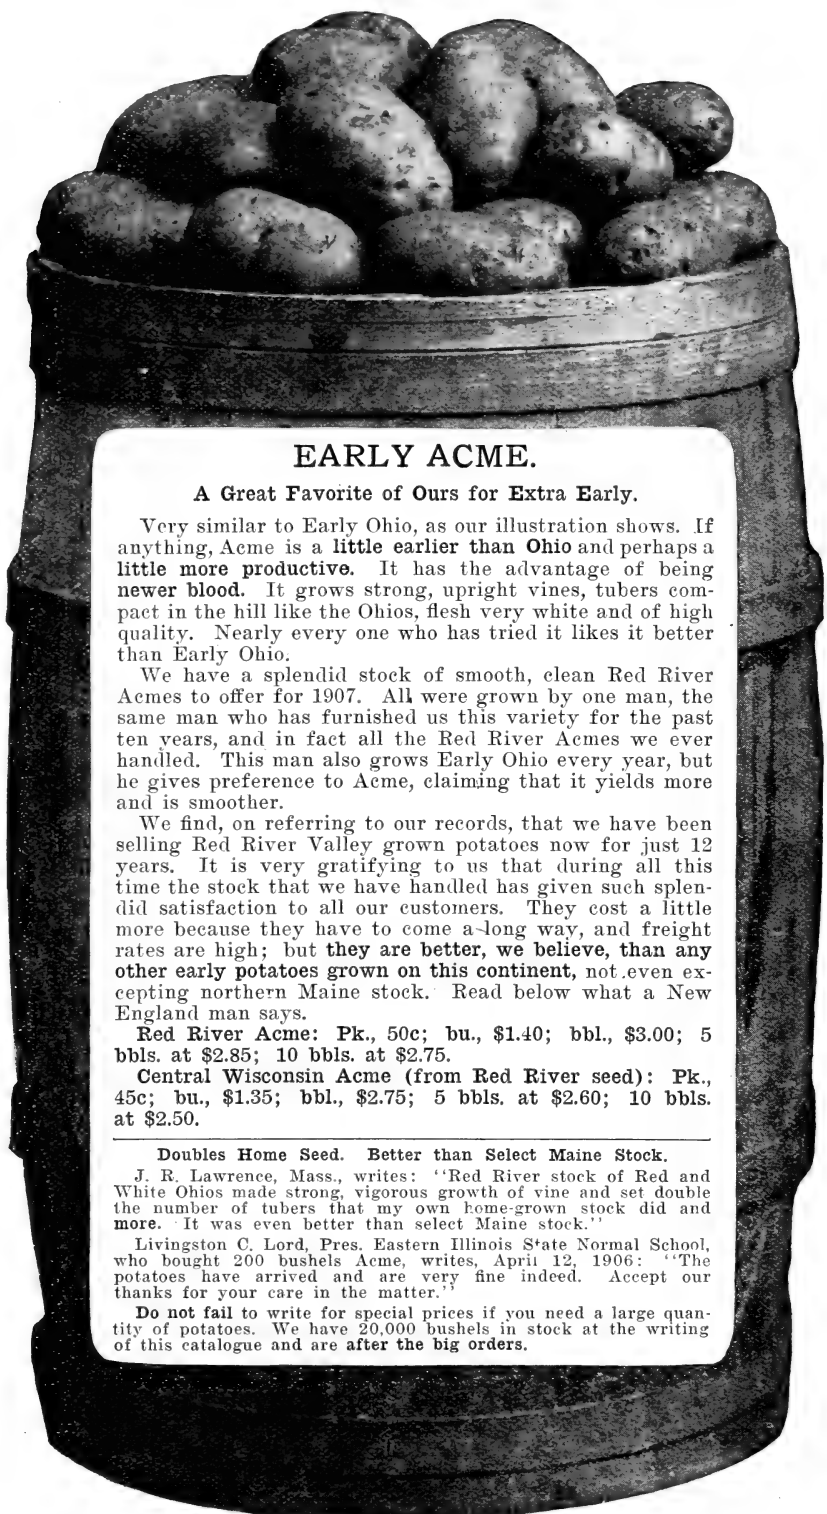 EARLY ACME.
A Great Favorite of Ours for Extra Early.
Very similar to Early Ohio, as our illustration shows. If
anything, Acme is a little earlier than Ohio and perhaps a
little more productive. It has the advantage of being
newer blood. It grows strong, upright vines, tubers com-
pact in the hill like the Ohios, flesh very white and of high
quality. Nearly every one who has tried it likes it better
than Early Ohio.
We have a splendid stock of smooth, clean Red River
Acmes to offer for 1907. All were grown by one man, the
same man who has furnished us this variety for the past
ten years, and in fact all the Red River Acmes we ever
handled. This man also grows Early Ohio every year, but
he gives preference to Acme, claiming that it yields more
and is smoother.
We find, on referring to our records, that we have been
selling Red River Valley grown potatoes now for just 12
years. It is very gratifying to us that during all this
time the stock that we have handled has given such splen-
did satisfaction to all our customers. They cost a little
more because they have to come a long way, and freight
rates are high; but they are better, we believe, than any
other early potatoes grown on this continent, not even ex-
cepting northern Maine stock. Read below what a New
England man says.
Red River Acme: Pk., 50c; bu., $1.40; bbl., $3.00; 5
bbls. at $2.85; 10 bbls. at $2.75.
Central Wisconsin Acme (from Red River seed): Pk.,
45c; bu., $1.35; bbl., $2.75; 5 bbls. at $2.60; 10 bbls.
at $2.50.
Doubles Home Seed. Better than Select Maine Stock.
J. R. Lawrence, Mass., writes: "Red River stock of Red and
White Ohios made strong, vigorous growth of vine and set double
the number of tubers that my own home-grown stock did and
more. It was even better than select Maine stock."
Livingston C. Lord, Pres. Eastern Illinois State Normal School,
who bought 200 bushels Acme, writes, April 12, 1906: "The
potatoes have arrived and are very fine indeed. Accept our
thanks for your care in the matter."
Do not fail to write for special prices if you need a large quan-
tity of potatoes. We have 20,000 bushels in stock at the writing
of this catalogue and are after the big orders.